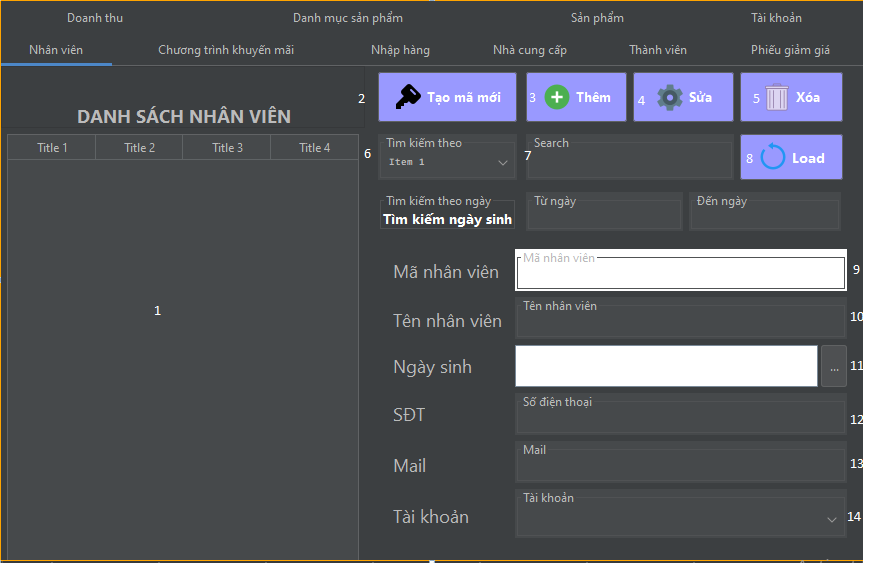 Doanh thu Danh mục sản phẩm Sản phẩm Tài khoản
Nhân viên Chương trình khuyến mãi Nhập hàng Nhà cung cấp Thành viên Phiếu giảm giá
2 Tạo mã mới 3 Thêm 4 Sửa 5 Xóa
DANH SÁCH NHÂN VIÊN
Title 1 Title 2 Title 3 Title 4
6 Tìm kiếm theo 7 Search
Item 1 8 Load
Tìm kiếm theo ngày Từ ngày Đến ngày
Tìm kiếm ngày sinh
1
Mã nhân viên Mã nhân viên 9
Tên nhân viên Tên nhân viên 10
Ngày sinh ... 11
SĐT Số điện thoại 12
Mail Mail 13
Tài khoản Tài khoản 14